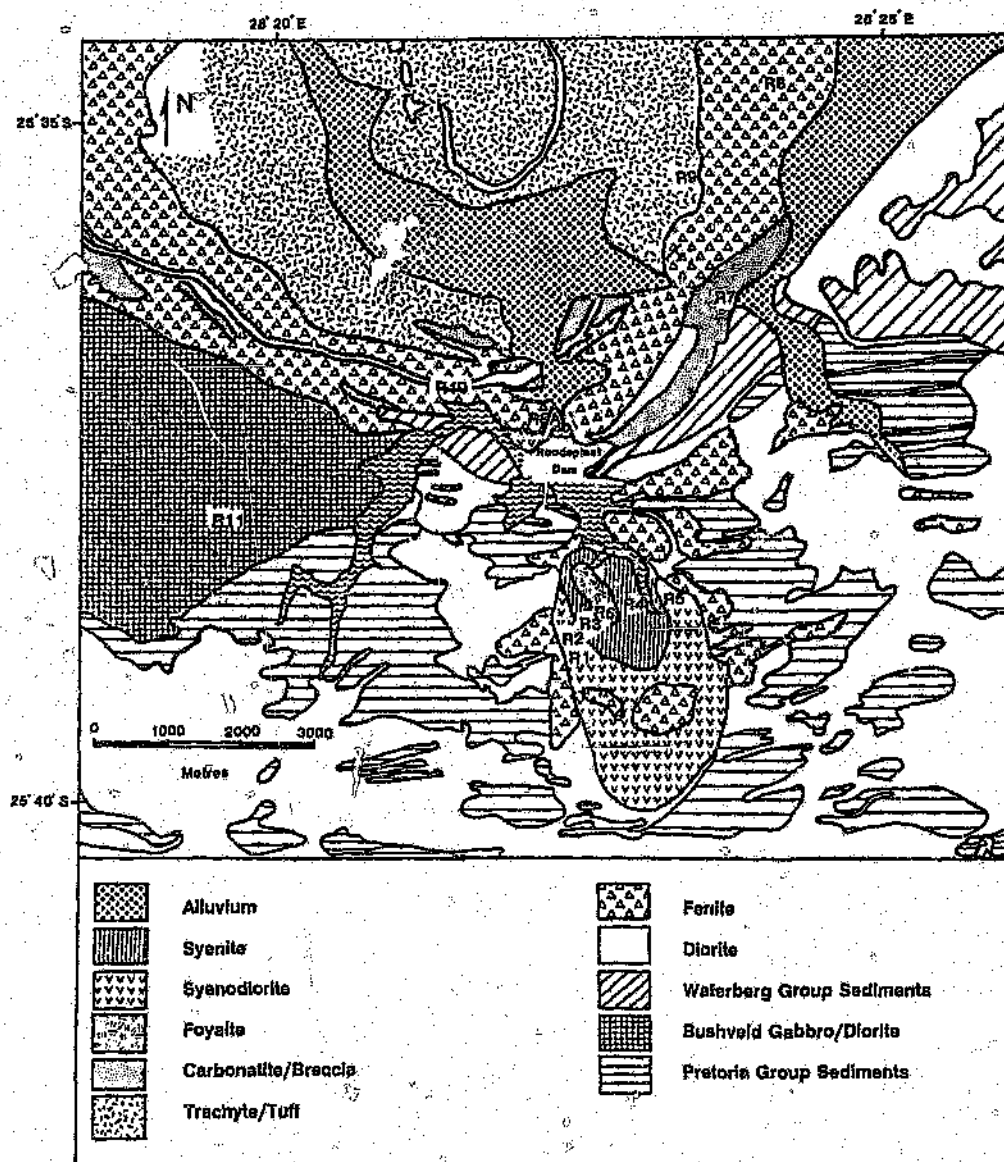 28° 20' E
28° 25' E
N
25° 35' S
R8
R9
R7
R10
Roodeplaat
Dam
R11
R4
R5
R6
R3
R2
R1
0 1000 2000 3000
Metres
25° 40' S
Alluvium
Syenite
Syenodiorite
Foyaite
Carbonatite/Breccia
Trachyte/Tuff
Fenite
Diorite
Waterberg Group Sediments
Bushveld Gabbro/Diorite
Pretoria Group Sediments